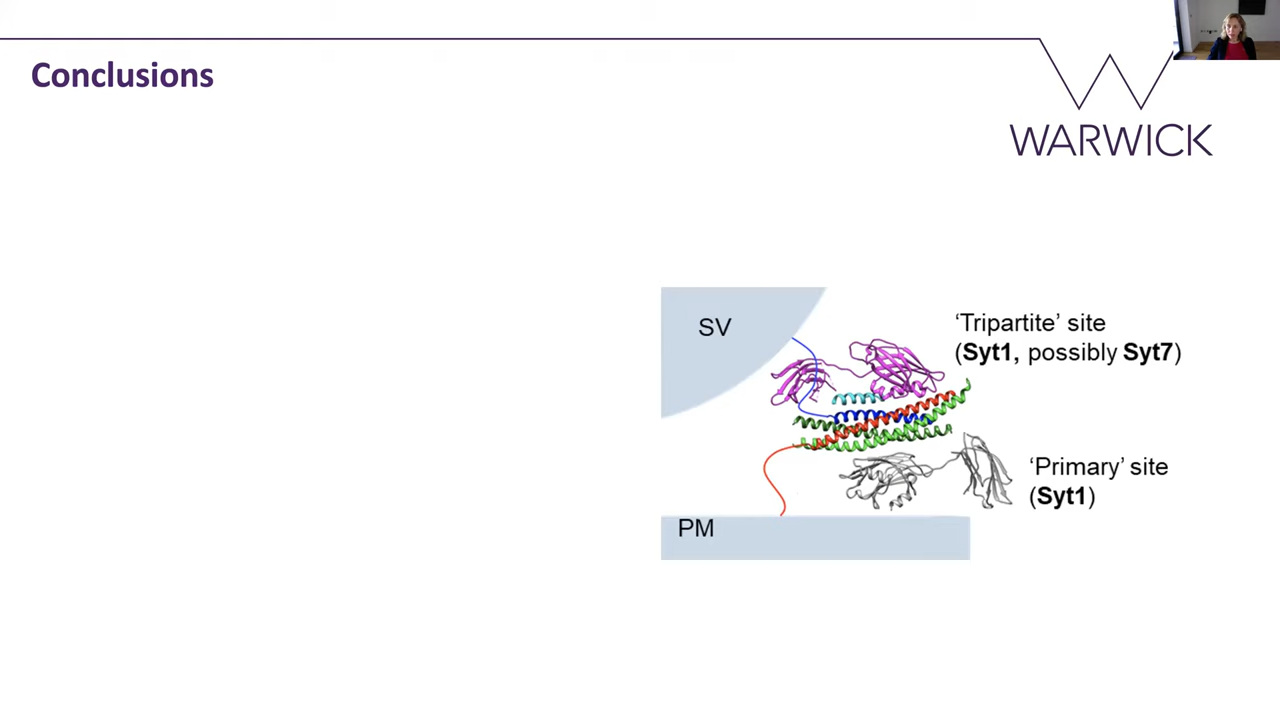 Conclusions
WARWICK
SV
‘Tripartite’ site
(Syt1, possibly Syt7)
‘Primary’ site
(Syt1)
PM